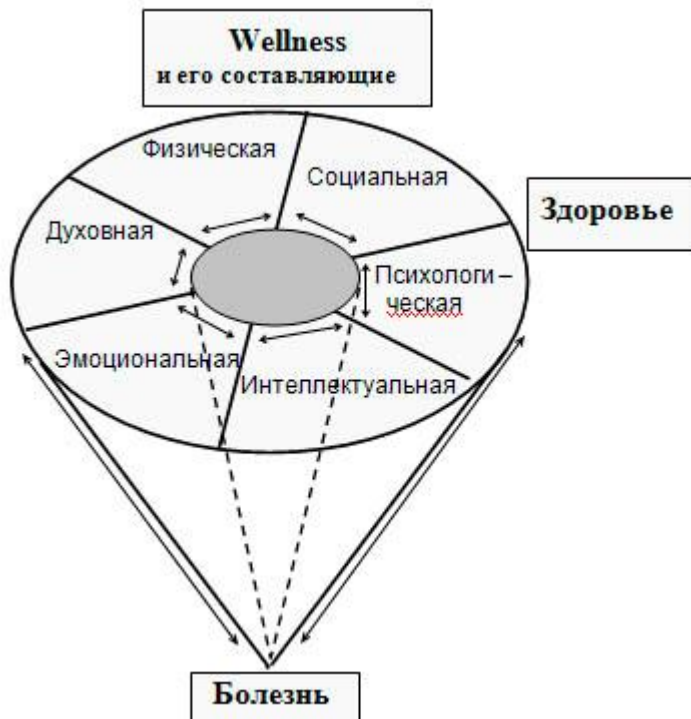 Wellness
и его составляющие
Физическая
Социальная
Здоровье
Духовная
Психологи –
ческая
Эмоциональная
Интеллектуальная
Болезнь